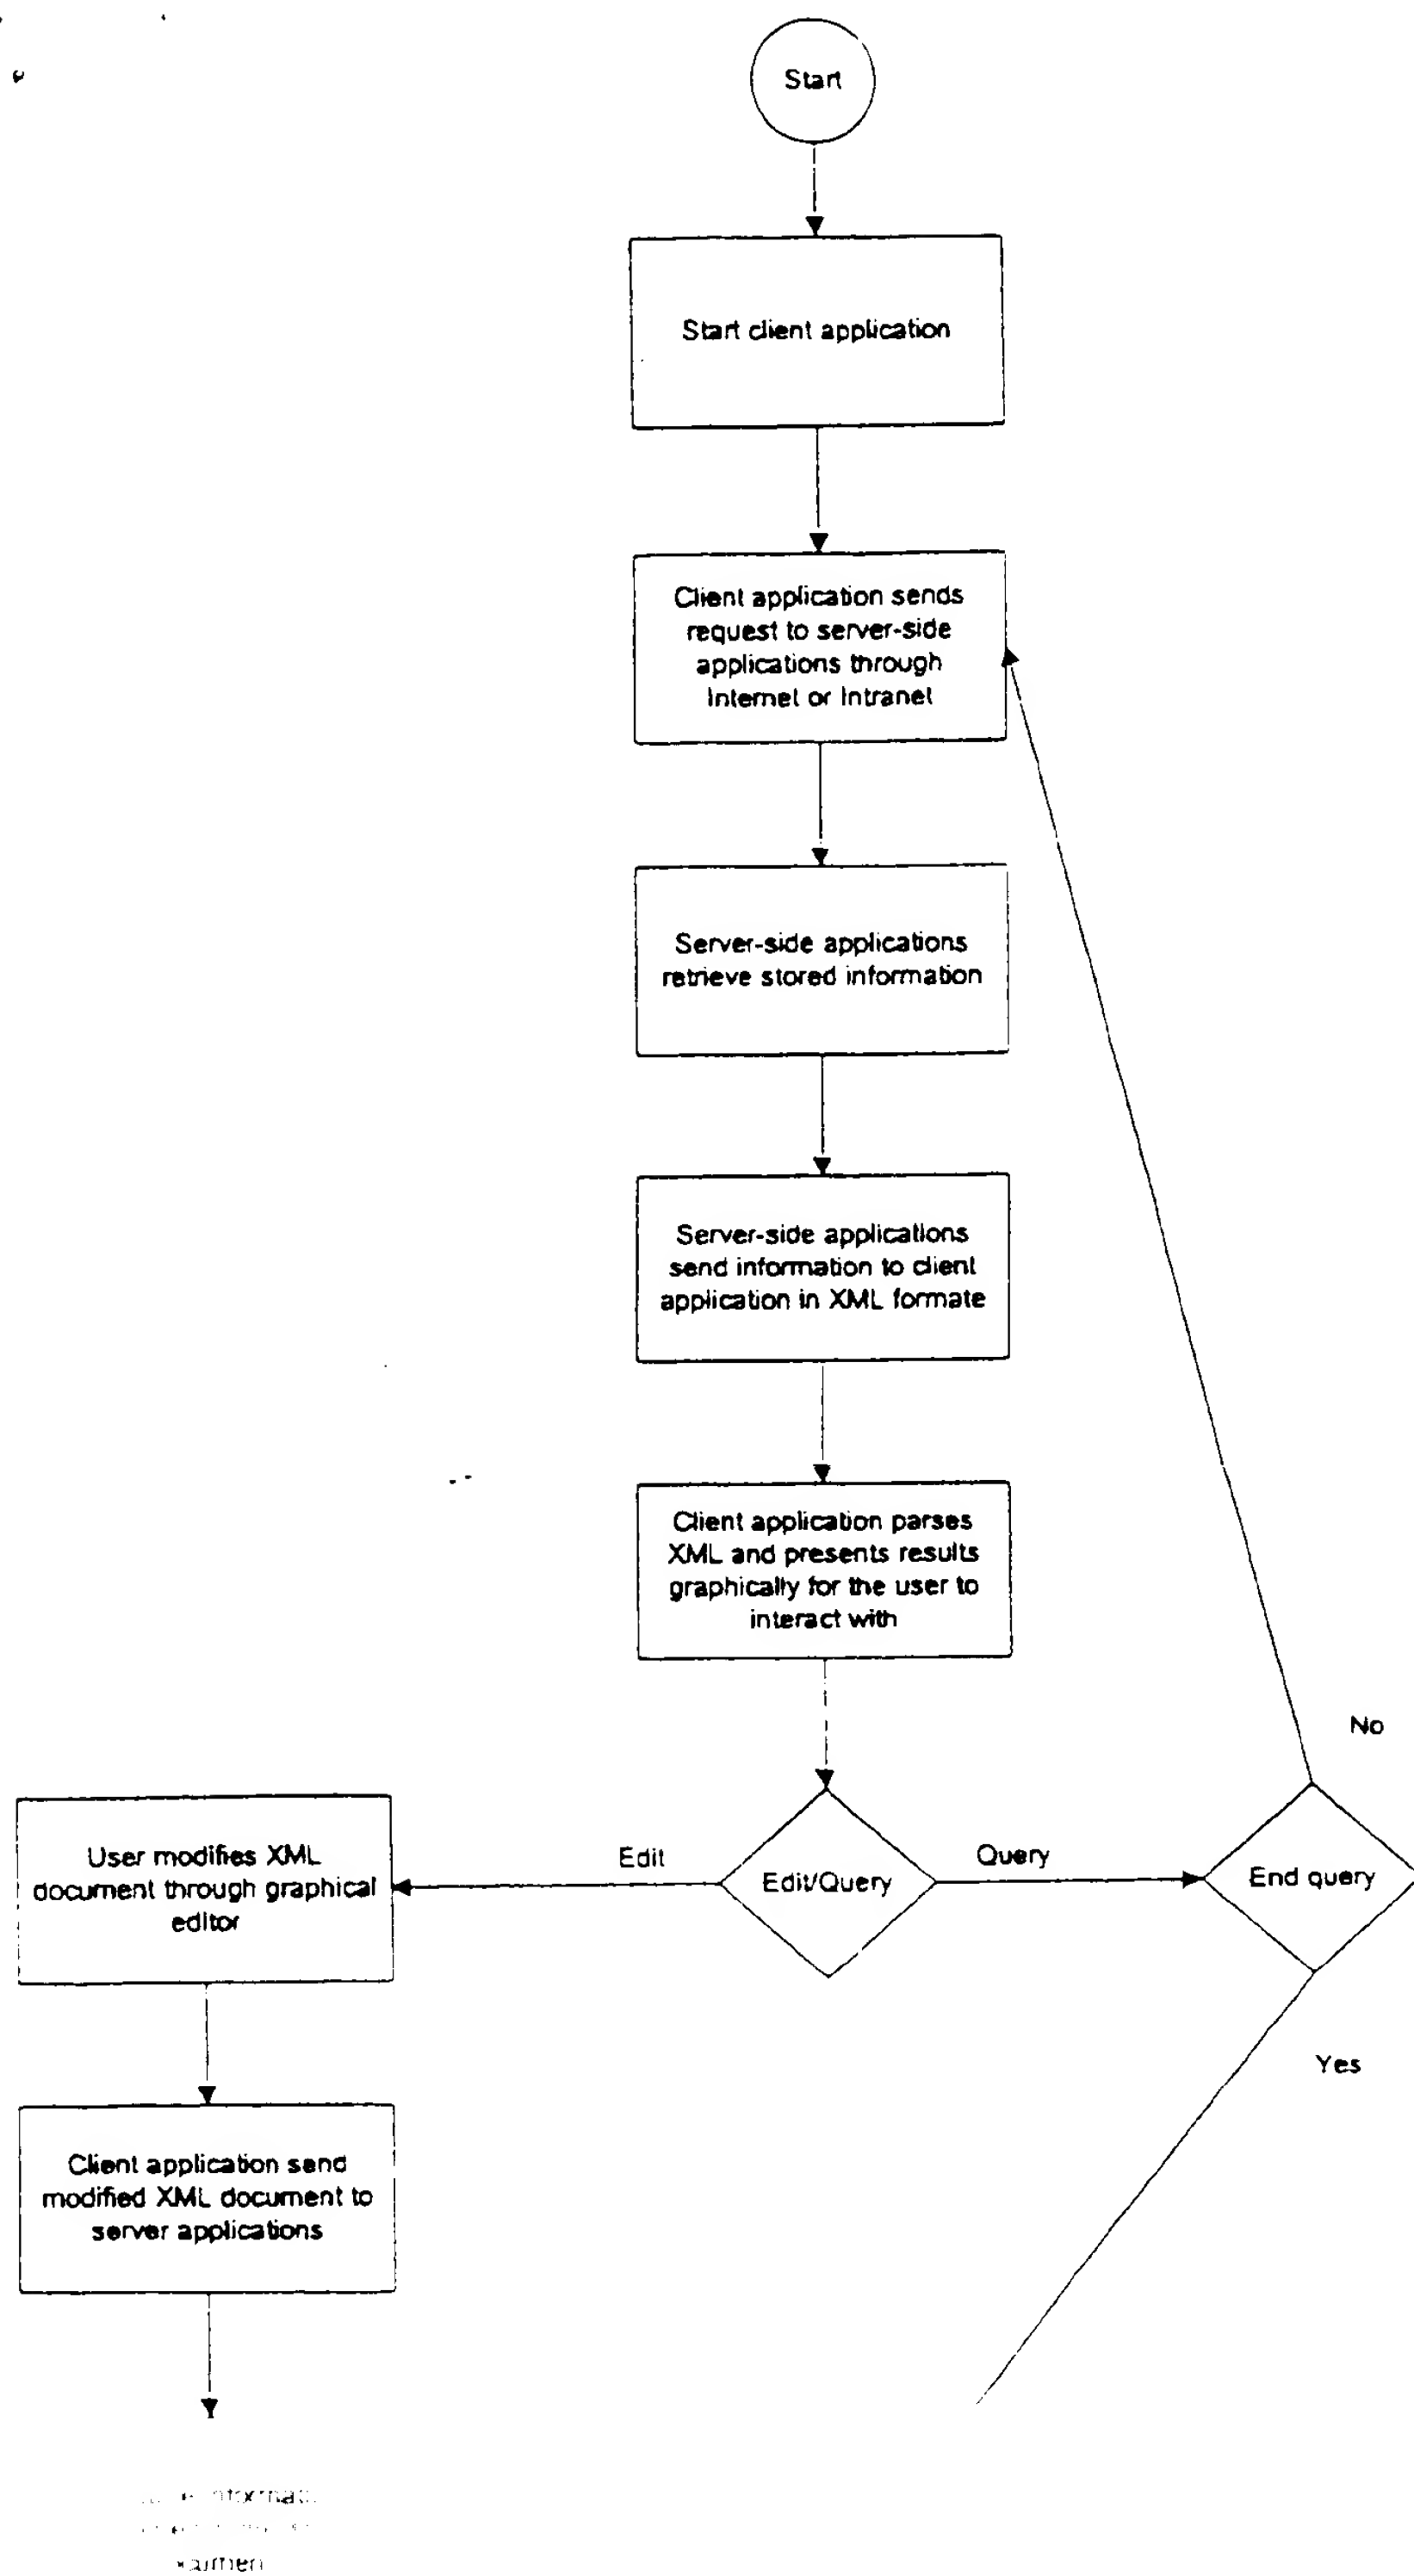 Start
Start client application
Client application sends
request to server-side
applications through
Internet or Intranet
Server-side applications
retrieve stored information
Server-side applications
send information to client
application in XML formate
Client application parses
XML and presents results
graphically for the user to
interact with
No
User modifies XML
document through graphical
editor
Edit
Edit/Query
Query
End query
Yes
Client application send
modified XML document to
server applications